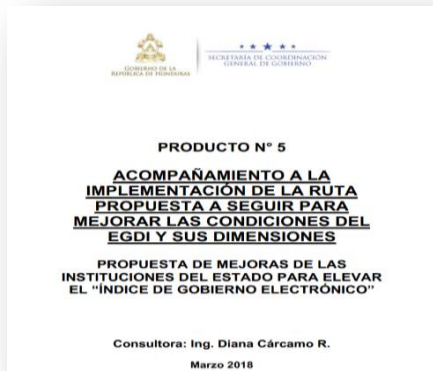 GOBIERNO DE LA
REPÚBLICA DE HONDURAS
SECRETARÍA DE COORDINACIÓN
GENERAL DE GOBIERNO
PRODUCTO N° 5
ACOMPAÑAMIENTO A LA
IMPLEMENTACIÓN DE LA RUTA
PROPUESTA A SEGUIR PARA
MEJORAR LAS CONDICIONES DEL
EGDI Y SUS DIMENSIONES
PROPUESTA DE MEJORAS DE LAS
INSTITUCIONES DEL ESTADO PARA ELEVAR
EL "ÍNDICE DE GOBIERNO ELECTRÓNICO"
Consultora: Ing. Diana Cárcamo R.
Marzo 2018